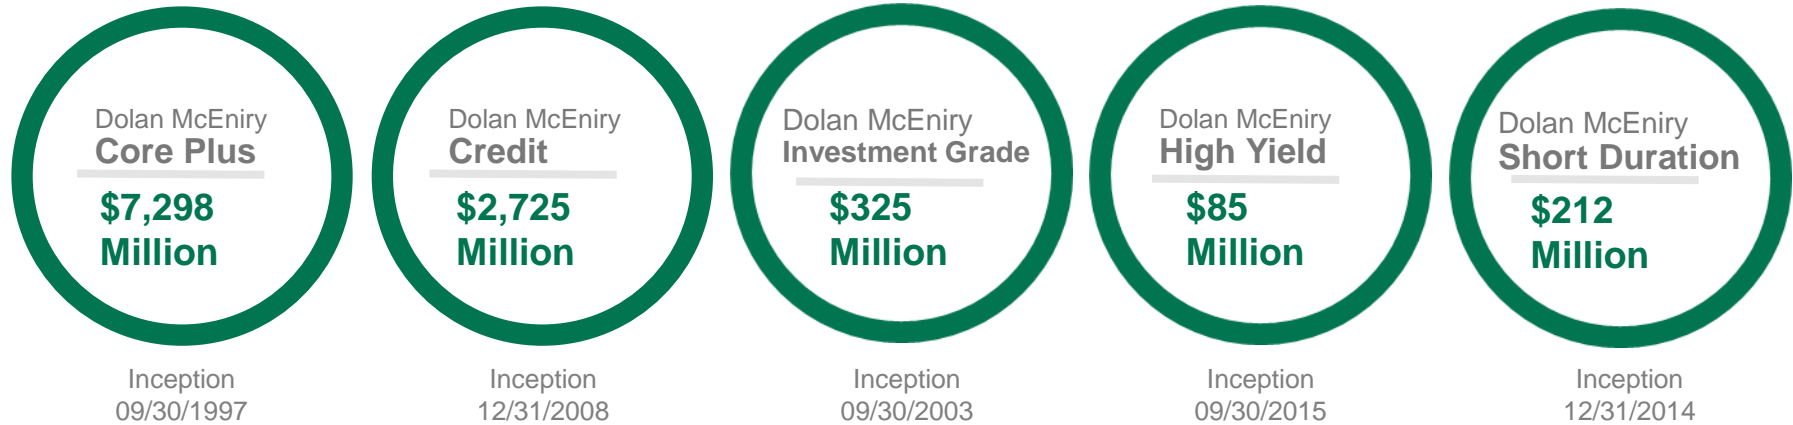 Dolan McEniry
Core Plus
$7,298
Million
Inception
09/30/1997
Dolan McEniry
Credit
$2,725
Million
Inception
12/31/2008
Dolan McEniry
Investment Grade
$325
Million
Inception
09/30/2003
Dolan McEniry
High Yield
$85
Million
Inception
09/30/2015
Dolan McEniry
Short Duration
$212
Million
Inception
12/31/2014